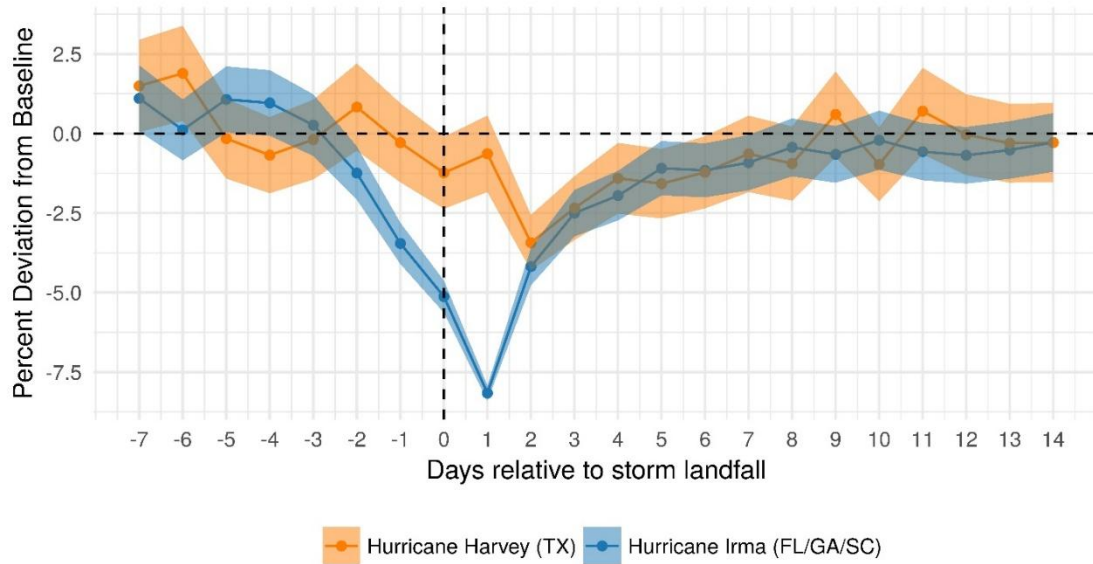 Percent Deviation from Baseline
2.5
0.0
-2.5
-5.0
-7.5
-7 -6 -5 -4 -3 -2 -1 0 1 2 3 4 5 6 7 8 9 10 11 12 13 14
Days relative to storm landfall
Hurricane Harvey (TX) Hurricane Irma (FL/GA/SC)